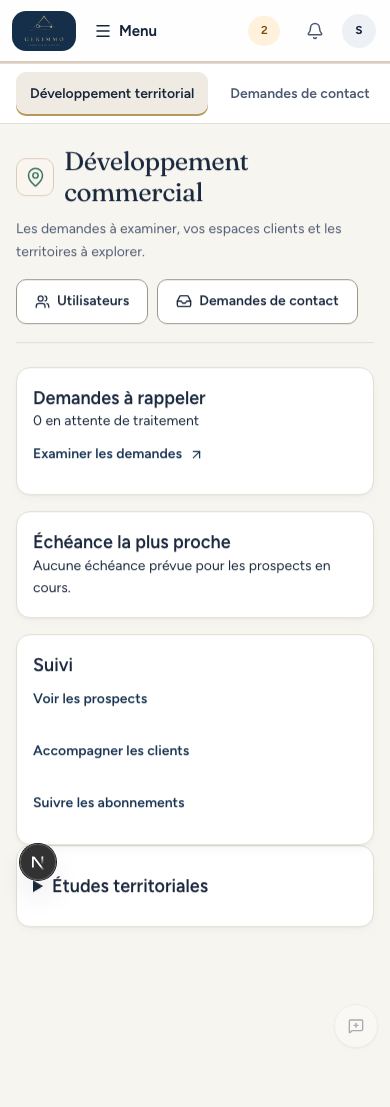 GERIMMO
Menu
2
S
Développement territorial
Demandes de contact
Développement
commercial
Les demandes à examiner, vos espaces clients et les
territoires à explorer.
Utilisateurs
Demandes de contact
Demandes à rappeler
0 en attente de traitement
Examiner les demandes
Échéance la plus proche
Aucune échéance prévue pour les prospects en
cours.
Suivi
Voir les prospects
Accompagner les clients
Suivre les abonnements
N
Études territoriales